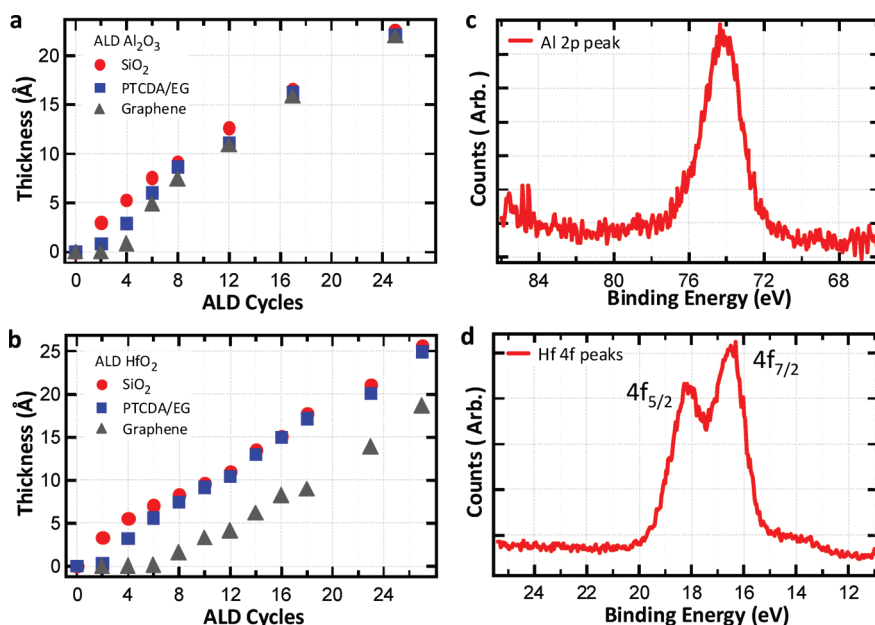 a
ALD Al₂O₃
SiO₂
PTCDA/EG
Graphene
Thickness (Å)
20
15
10
5
0
0 4 8 12 16 20 24
ALD Cycles
b
ALD HfO₂
SiO₂
PTCDA/EG
Graphene
Thickness (Å)
25
20
15
10
5
0
0 4 8 12 16 20 24
ALD Cycles
c
Al 2p peak
Counts ( Arb.)
84 80 76 72 68
Binding Energy (eV)
d
Hf 4f peaks
4f₅/₂
4f₇/₂
Counts ( Arb.)
24 22 20 18 16 14 12
Binding Energy (eV)